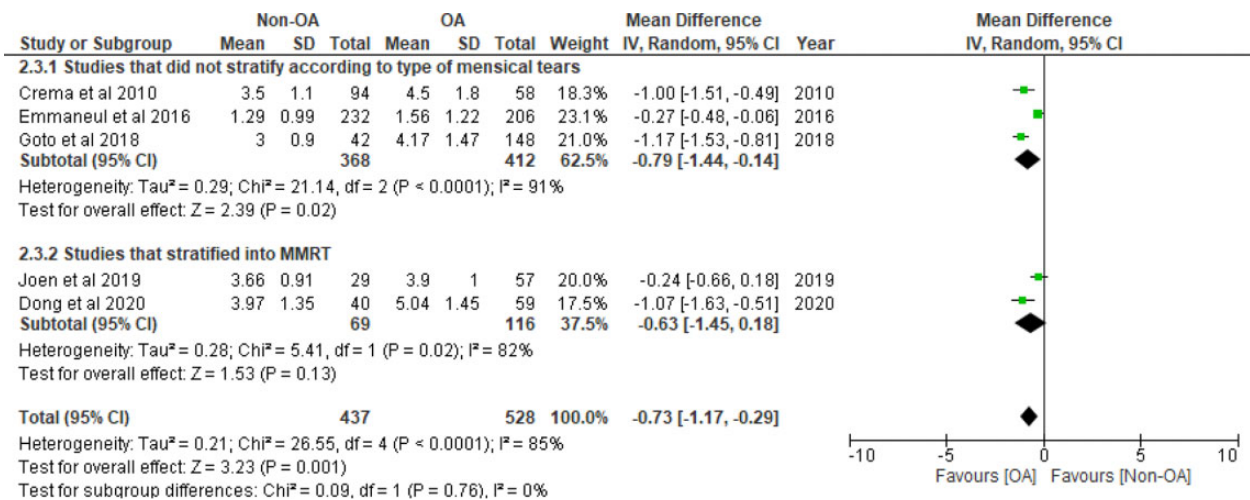 Non-OA OA Mean Difference Mean Difference
Study or Subgroup Mean SD Total Mean SD Total Weight IV, Random, 95% CI Year IV, Random, 95% CI
2.3.1 Studies that did not stratify according to type of mensical tears
Crema et al 2010 3.5 1.1 94 4.5 1.8 58 18.3% -1.00 [-1.51, -0.49] 2010
Emmaneul et al 2016 1.29 0.99 232 1.56 1.22 206 23.1% -0.27 [-0.48, -0.06] 2016
Goto et al 2018 3 0.9 42 4.17 1.47 148 21.0% -1.17 [-1.53, -0.81] 2018
Subtotal (95% CI) 368 412 62.5% -0.79 [-1.44, -0.14]
Heterogeneity: Tau² = 0.29; Chi² = 21.14, df = 2 (P < 0.0001); I² = 91%
Test for overall effect: Z = 2.39 (P = 0.02)
2.3.2 Studies that stratified into MMRT
Joen et al 2019 3.66 0.91 29 3.9 1 57 20.0% -0.24 [-0.66, 0.18] 2019
Dong et al 2020 3.97 1.35 40 5.04 1.45 59 17.5% -1.07 [-1.63, -0.51] 2020
Subtotal (95% CI) 69 116 37.5% -0.63 [-1.45, 0.18]
Heterogeneity: Tau² = 0.28; Chi² = 5.41, df = 1 (P = 0.02); I² = 82%
Test for overall effect: Z = 1.53 (P = 0.13)
Total (95% CI) 437 528 100.0% -0.73 [-1.17, -0.29]
Heterogeneity: Tau² = 0.21; Chi² = 26.55, df = 4 (P < 0.0001); I² = 85%
Test for overall effect: Z = 3.23 (P = 0.001)
Test for subgroup differences: Chi² = 0.09, df = 1 (P = 0.76), I² = 0%
-10 -5 0 5 10
Favours [OA] Favours [Non-OA]